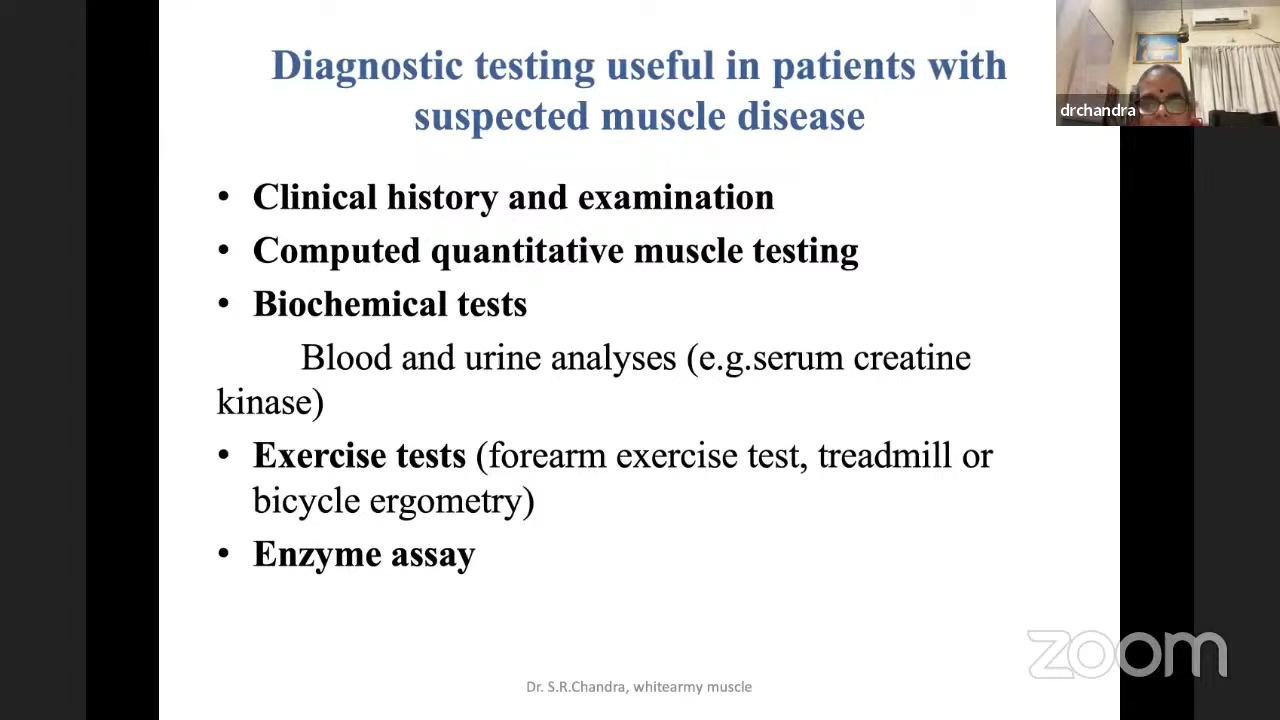 Diagnostic testing useful in patients with
suspected muscle disease
drchandra
• Clinical history and examination
• Computed quantitative muscle testing
• Biochemical tests
Blood and urine analyses (e.g.serum creatine
kinase)
• Exercise tests (forearm exercise test, treadmill or
bicycle ergometry)
• Enzyme assay
zoom
Dr. S.R.Chandra, whitearmy muscle